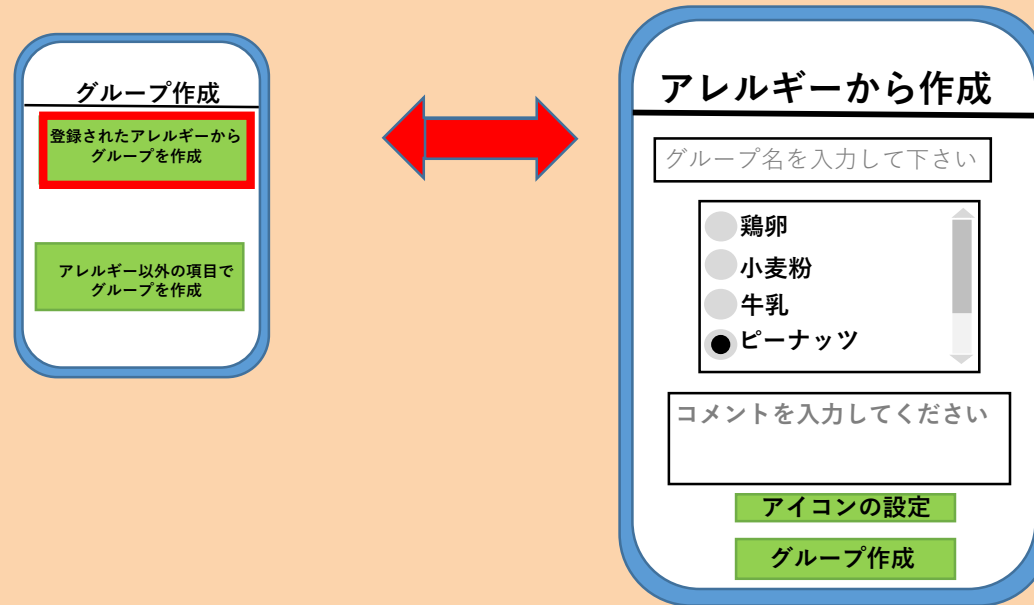 グループ作成
登録されたアレルギーから
グループを作成
アレルギー以外の項目で
グループを作成
アレルギーから作成
グループ名を入力して下さい
鶏卵
小麦粉
牛乳
ピーナッツ
コメントを入力してください
アイコンの設定
グループ作成